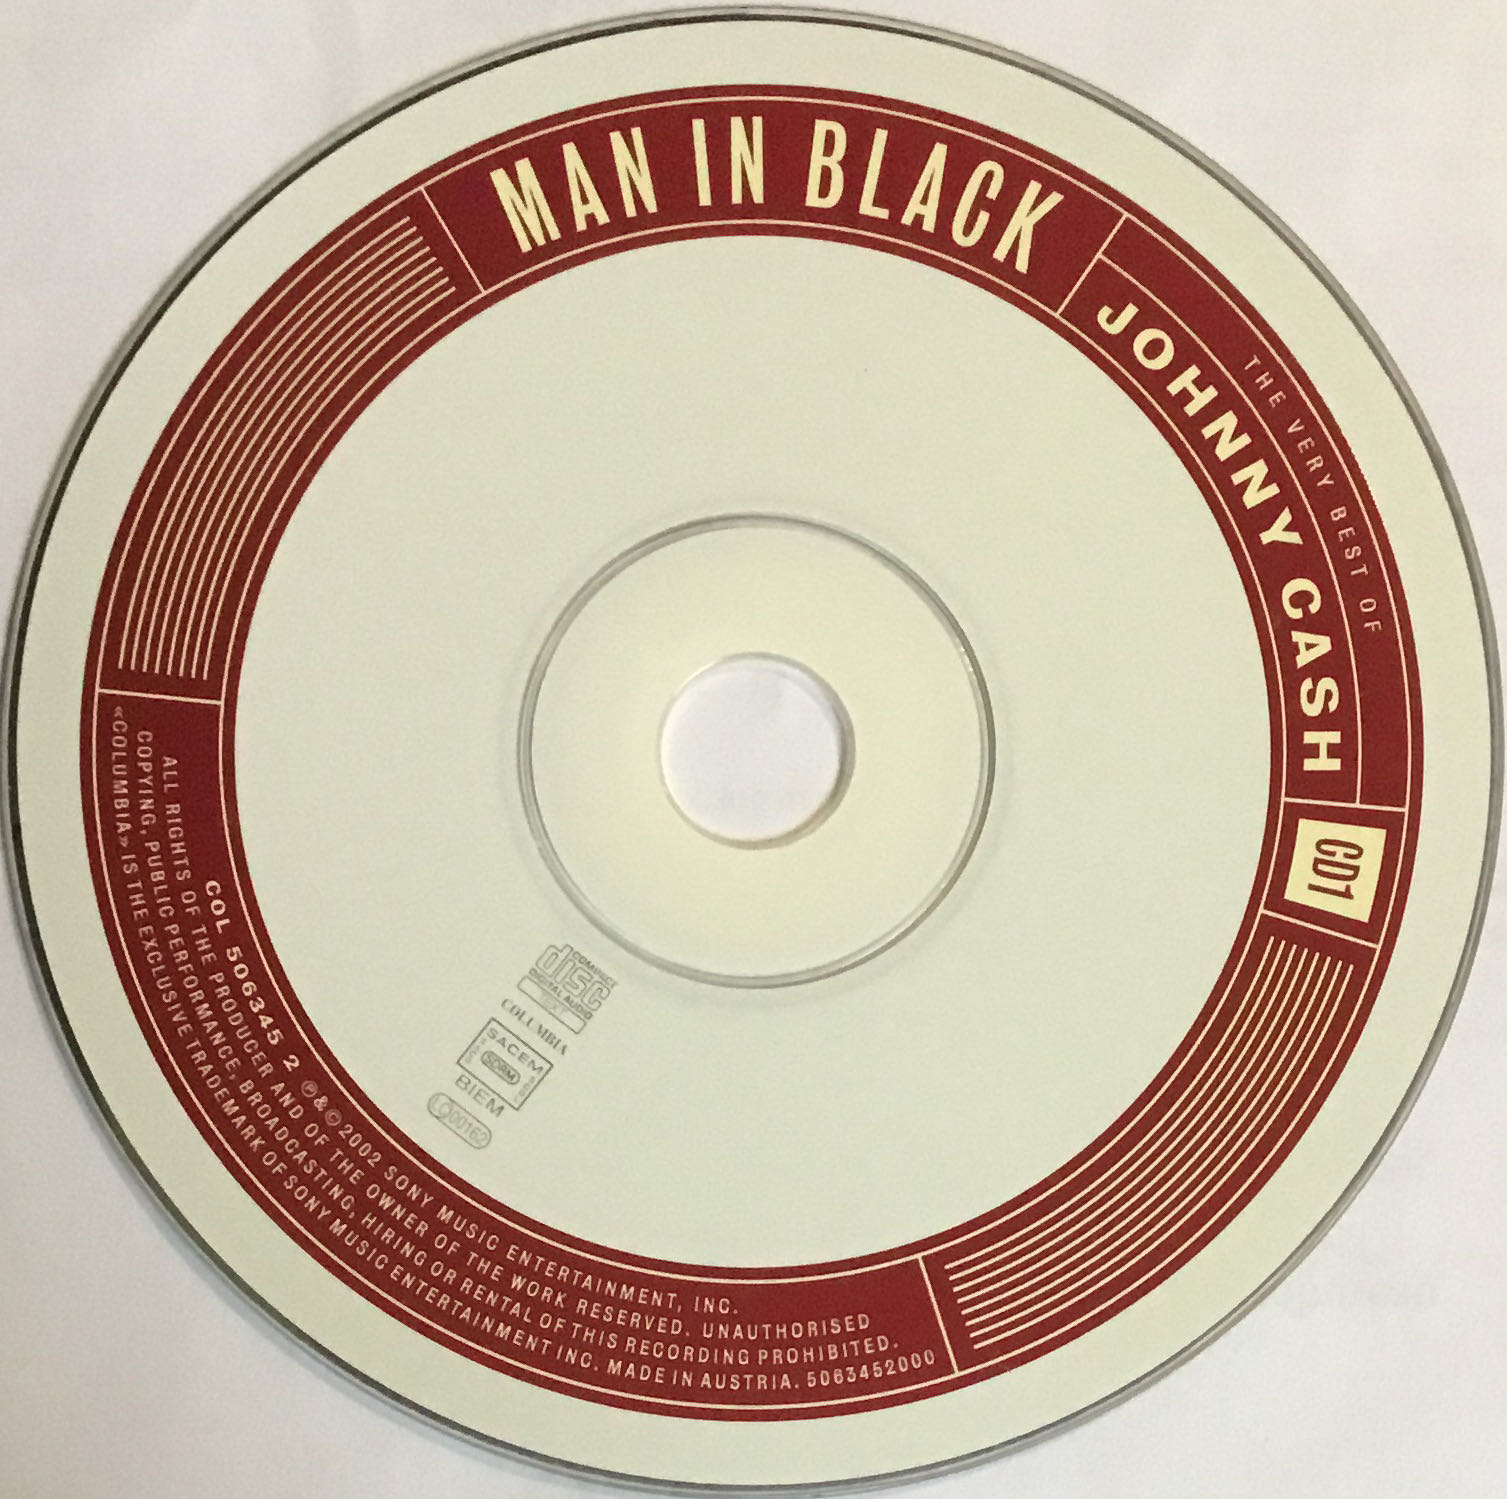 MAN IN BLACK
THE VERY BEST OF
JOHNNY CASH
CD1
COMPACT
disc
DIGITAL AUDIO
TEXT
COLUMBIA
SACEM
SDRM
BIEM
LC00162
COL 506345 2 ℗&©2002 SONY MUSIC ENTERTAINMENT, INC.
ALL RIGHTS OF THE PRODUCER AND OF THE OWNER OF THE WORK RESERVED. UNAUTHORISED
COPYING, PUBLIC PERFORMANCE, BROADCASTING, HIRING OR RENTAL OF THIS RECORDING PROHIBITED.
«COLUMBIA» IS THE EXCLUSIVE TRADEMARK OF SONY MUSIC ENTERTAINMENT INC. MADE IN AUSTRIA. 5063452000